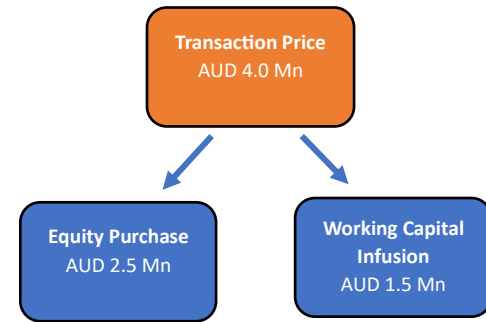 Transaction Price
AUD 4.0 Mn
Equity Purchase
AUD 2.5 Mn
Working Capital
Infusion
AUD 1.5 Mn